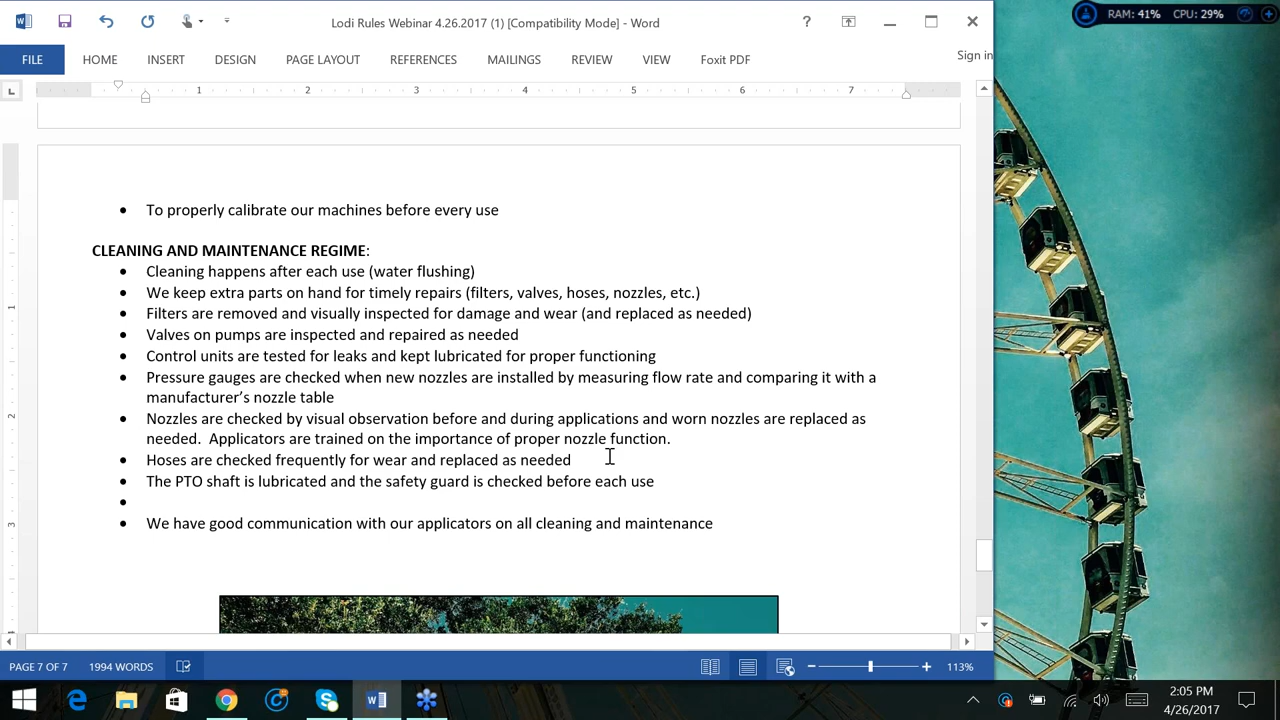 Lodi Rules Webinar 4.26.2017 (1) [Compatibility Mode] - Word
RAM: 41% CPU: 29%
FILE HOME INSERT DESIGN PAGE LAYOUT REFERENCES MAILINGS REVIEW VIEW Foxit PDF Sign in
1 2 3 4 5 6 7
• To properly calibrate our machines before every use
CLEANING AND MAINTENANCE REGIME:
• Cleaning happens after each use (water flushing)
• We keep extra parts on hand for timely repairs (filters, valves, hoses, nozzles, etc.)
• Filters are removed and visually inspected for damage and wear (and replaced as needed)
• Valves on pumps are inspected and repaired as needed
• Control units are tested for leaks and kept lubricated for proper functioning
• Pressure gauges are checked when new nozzles are installed by measuring flow rate and comparing it with a
manufacturer's nozzle table
• Nozzles are checked by visual observation before and during applications and worn nozzles are replaced as
needed.  Applicators are trained on the importance of proper nozzle function.
• Hoses are checked frequently for wear and replaced as needed
• The PTO shaft is lubricated and the safety guard is checked before each use
•
• We have good communication with our applicators on all cleaning and maintenance
1
2
3
PAGE 7 OF 7 1994 WORDS 113%
2:05 PM
4/26/2017